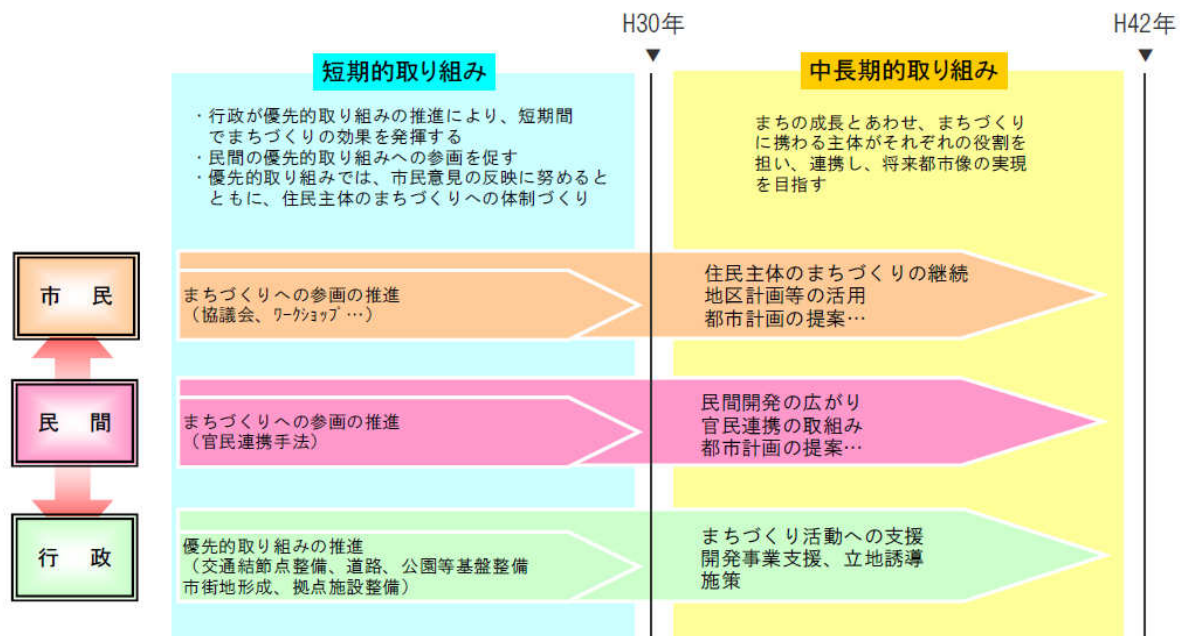 H30年
H42年
▼
▼
短期的取り組み
中長期的取り組み
・行政が優先的取り組みの推進により、短期間
でまちづくりの効果を発揮する
・民間の優先的取り組みへの参画を促す
・優先的取り組みでは、市民意見の反映に努めると
ともに、住民主体のまちづくりへの体制づくり
まちの成長とあわせ、まちづくり
に携わる主体がそれぞれの役割を
担い、連携し、将来都市像の実現
を目指す
市 民
まちづくりへの参画の推進
（協議会、ﾜｰｸｼｮｯﾌﾟ…）
住民主体のまちづくりの継続
地区計画等の活用
都市計画の提案…
民 間
まちづくりへの参画の推進
（官民連携手法）
民間開発の広がり
官民連携の取組み
都市計画の提案…
行 政
優先的取り組みの推進
（交通結節点整備、道路、公園等基盤整備
市街地形成、拠点施設整備）
まちづくり活動への支援
開発事業支援、立地誘導
施策